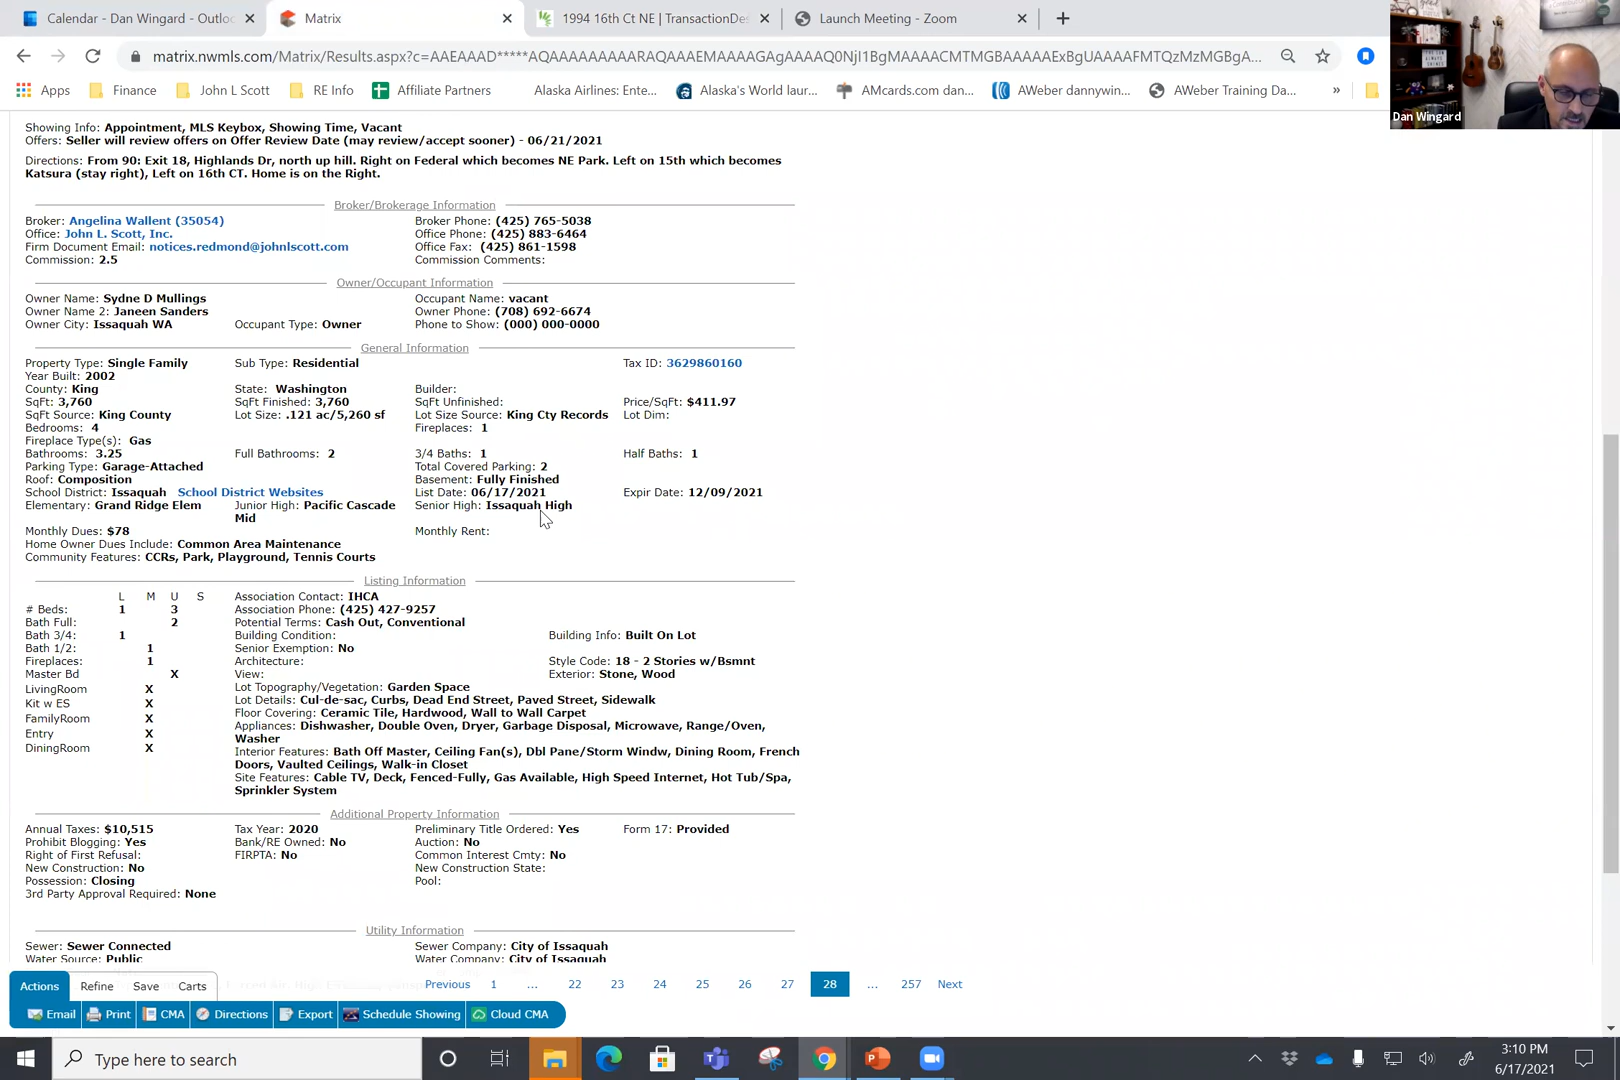 Calendar - Dan Wingard - Outlo
Matrix
1994 16th Ct NE | TransactionDe
Launch Meeting - Zoom
matrix.nwmls.com/Matrix/Results.aspx?c=AAEAAAD*****AQAAAAAAAAARAQAAAEMAAAAGAgAAAAQ0NjI1BgMAAAACMTMGBAAAAAExBgUAAAAFMTQzMzMGBgA...
Apps
Finance
John L Scott
RE Info
Affiliate Partners
Alaska Airlines: Ente...
Alaska's World laur...
AMcards.com dan...
AWeber dannywin...
AWeber Training Da...
»
Dan Wingard
Showing Info: Appointment, MLS Keybox, Showing Time, Vacant
Offers: Seller will review offers on Offer Review Date (may review/accept sooner) - 06/21/2021
Directions: From 90: Exit 18, Highlands Dr, north up hill. Right on Federal which becomes NE Park. Left on 15th which becomes
Katsura (stay right), Left on 16th CT. Home is on the Right.
Broker/Brokerage Information
Broker: Angelina Wallent (35054) Broker Phone: (425) 765-5038
Office: John L. Scott, Inc. Office Phone: (425) 883-6464
Firm Document Email: notices.redmond@johnlscott.com Office Fax: (425) 861-1598
Commission: 2.5 Commission Comments:
Owner/Occupant Information
Owner Name: Sydne D Mullings Occupant Name: vacant
Owner Name 2: Janeen Sanders Owner Phone: (708) 692-6674
Owner City: Issaquah WA Occupant Type: Owner Phone to Show: (000) 000-0000
General Information
Property Type: Single Family Sub Type: Residential Tax ID: 3629860160
Year Built: 2002
County: King State: Washington Builder:
SqFt: 3,760 SqFt Finished: 3,760 SqFt Unfinished: Price/SqFt: $411.97
SqFt Source: King County Lot Size: .121 ac/5,260 sf Lot Size Source: King Cty Records Lot Dim:
Bedrooms: 4 Fireplaces: 1
Fireplace Type(s): Gas
Bathrooms: 3.25 Full Bathrooms: 2 3/4 Baths: 1 Half Baths: 1
Parking Type: Garage-Attached Total Covered Parking: 2
Roof: Composition Basement: Fully Finished
School District: Issaquah School District Websites List Date: 06/17/2021 Expir Date: 12/09/2021
Elementary: Grand Ridge Elem Junior High: Pacific Cascade Senior High: Issaquah High
Mid
Monthly Dues: $78 Monthly Rent:
Home Owner Dues Include: Common Area Maintenance
Community Features: CCRs, Park, Playground, Tennis Courts
Listing Information
L M U S Association Contact: IHCA
# Beds: 1 3 Association Phone: (425) 427-9257
Bath Full: 2 Potential Terms: Cash Out, Conventional
Bath 3/4: 1 Building Condition: Building Info: Built On Lot
Bath 1/2: 1 Senior Exemption: No
Fireplaces: 1 Architecture: Style Code: 18 - 2 Stories w/Bsmnt
Master Bd X View: Exterior: Stone, Wood
LivingRoom X Lot Topography/Vegetation: Garden Space
Kit w ES X Lot Details: Cul-de-sac, Curbs, Dead End Street, Paved Street, Sidewalk
FamilyRoom X Floor Covering: Ceramic Tile, Hardwood, Wall to Wall Carpet
Entry X Appliances: Dishwasher, Double Oven, Dryer, Garbage Disposal, Microwave, Range/Oven,
Washer
DiningRoom X Interior Features: Bath Off Master, Ceiling Fan(s), Dbl Pane/Storm Windw, Dining Room, French
Doors, Vaulted Ceilings, Walk-in Closet
Site Features: Cable TV, Deck, Fenced-Fully, Gas Available, High Speed Internet, Hot Tub/Spa,
Sprinkler System
Additional Property Information
Annual Taxes: $10,515 Tax Year: 2020 Preliminary Title Ordered: Yes Form 17: Provided
Prohibit Blogging: Yes Bank/RE Owned: No Auction: No
Right of First Refusal: FIRPTA: No Common Interest Cmty: No
New Construction: No New Construction State:
Possession: Closing Pool:
3rd Party Approval Required: None
Utility Information
Sewer: Sewer Connected Sewer Company: City of Issaquah
Water Source: Public Water Company: City of Issaquah
Actions Refine Save Carts Previous 1 ... 22 23 24 25 26 27 28 ... 257 Next
Email Print CMA Directions Export Schedule Showing Cloud CMA
Type here to search
3:10 PM
6/17/2021